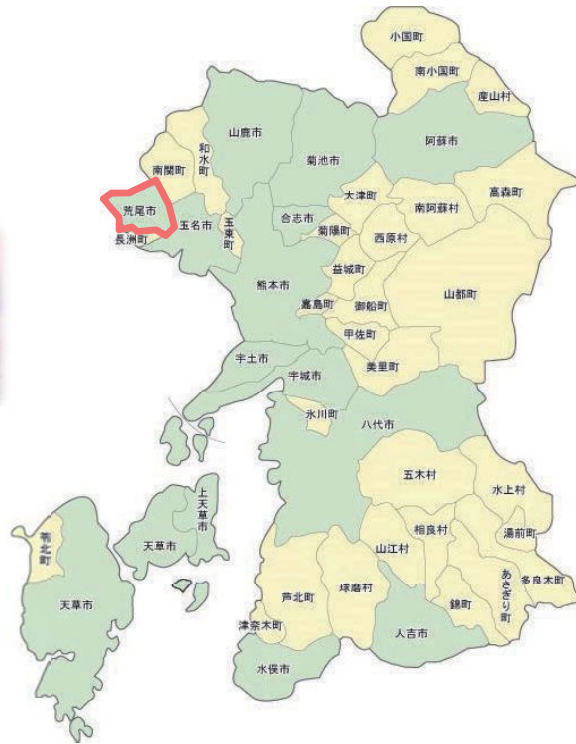 小国町
南小国町
産山村
山鹿市
菊池市
阿蘇市
和水町
南関町
大津町
南阿蘇村
高森町
荒尾市
玉名市
玉東町
合志市
菊陽町
西原村
長洲町
益城町
熊本市
嘉島町
御船町
山都町
甲佐町
宇土市
美里町
宇城市
氷川町
八代市
五木村
水上村
上天草市
相良村
湯前町
苓北町
天草市
山江村
あさぎり町
多良木町
天草市
芦北町
球磨村
錦町
津奈木町
人吉市
水俣市